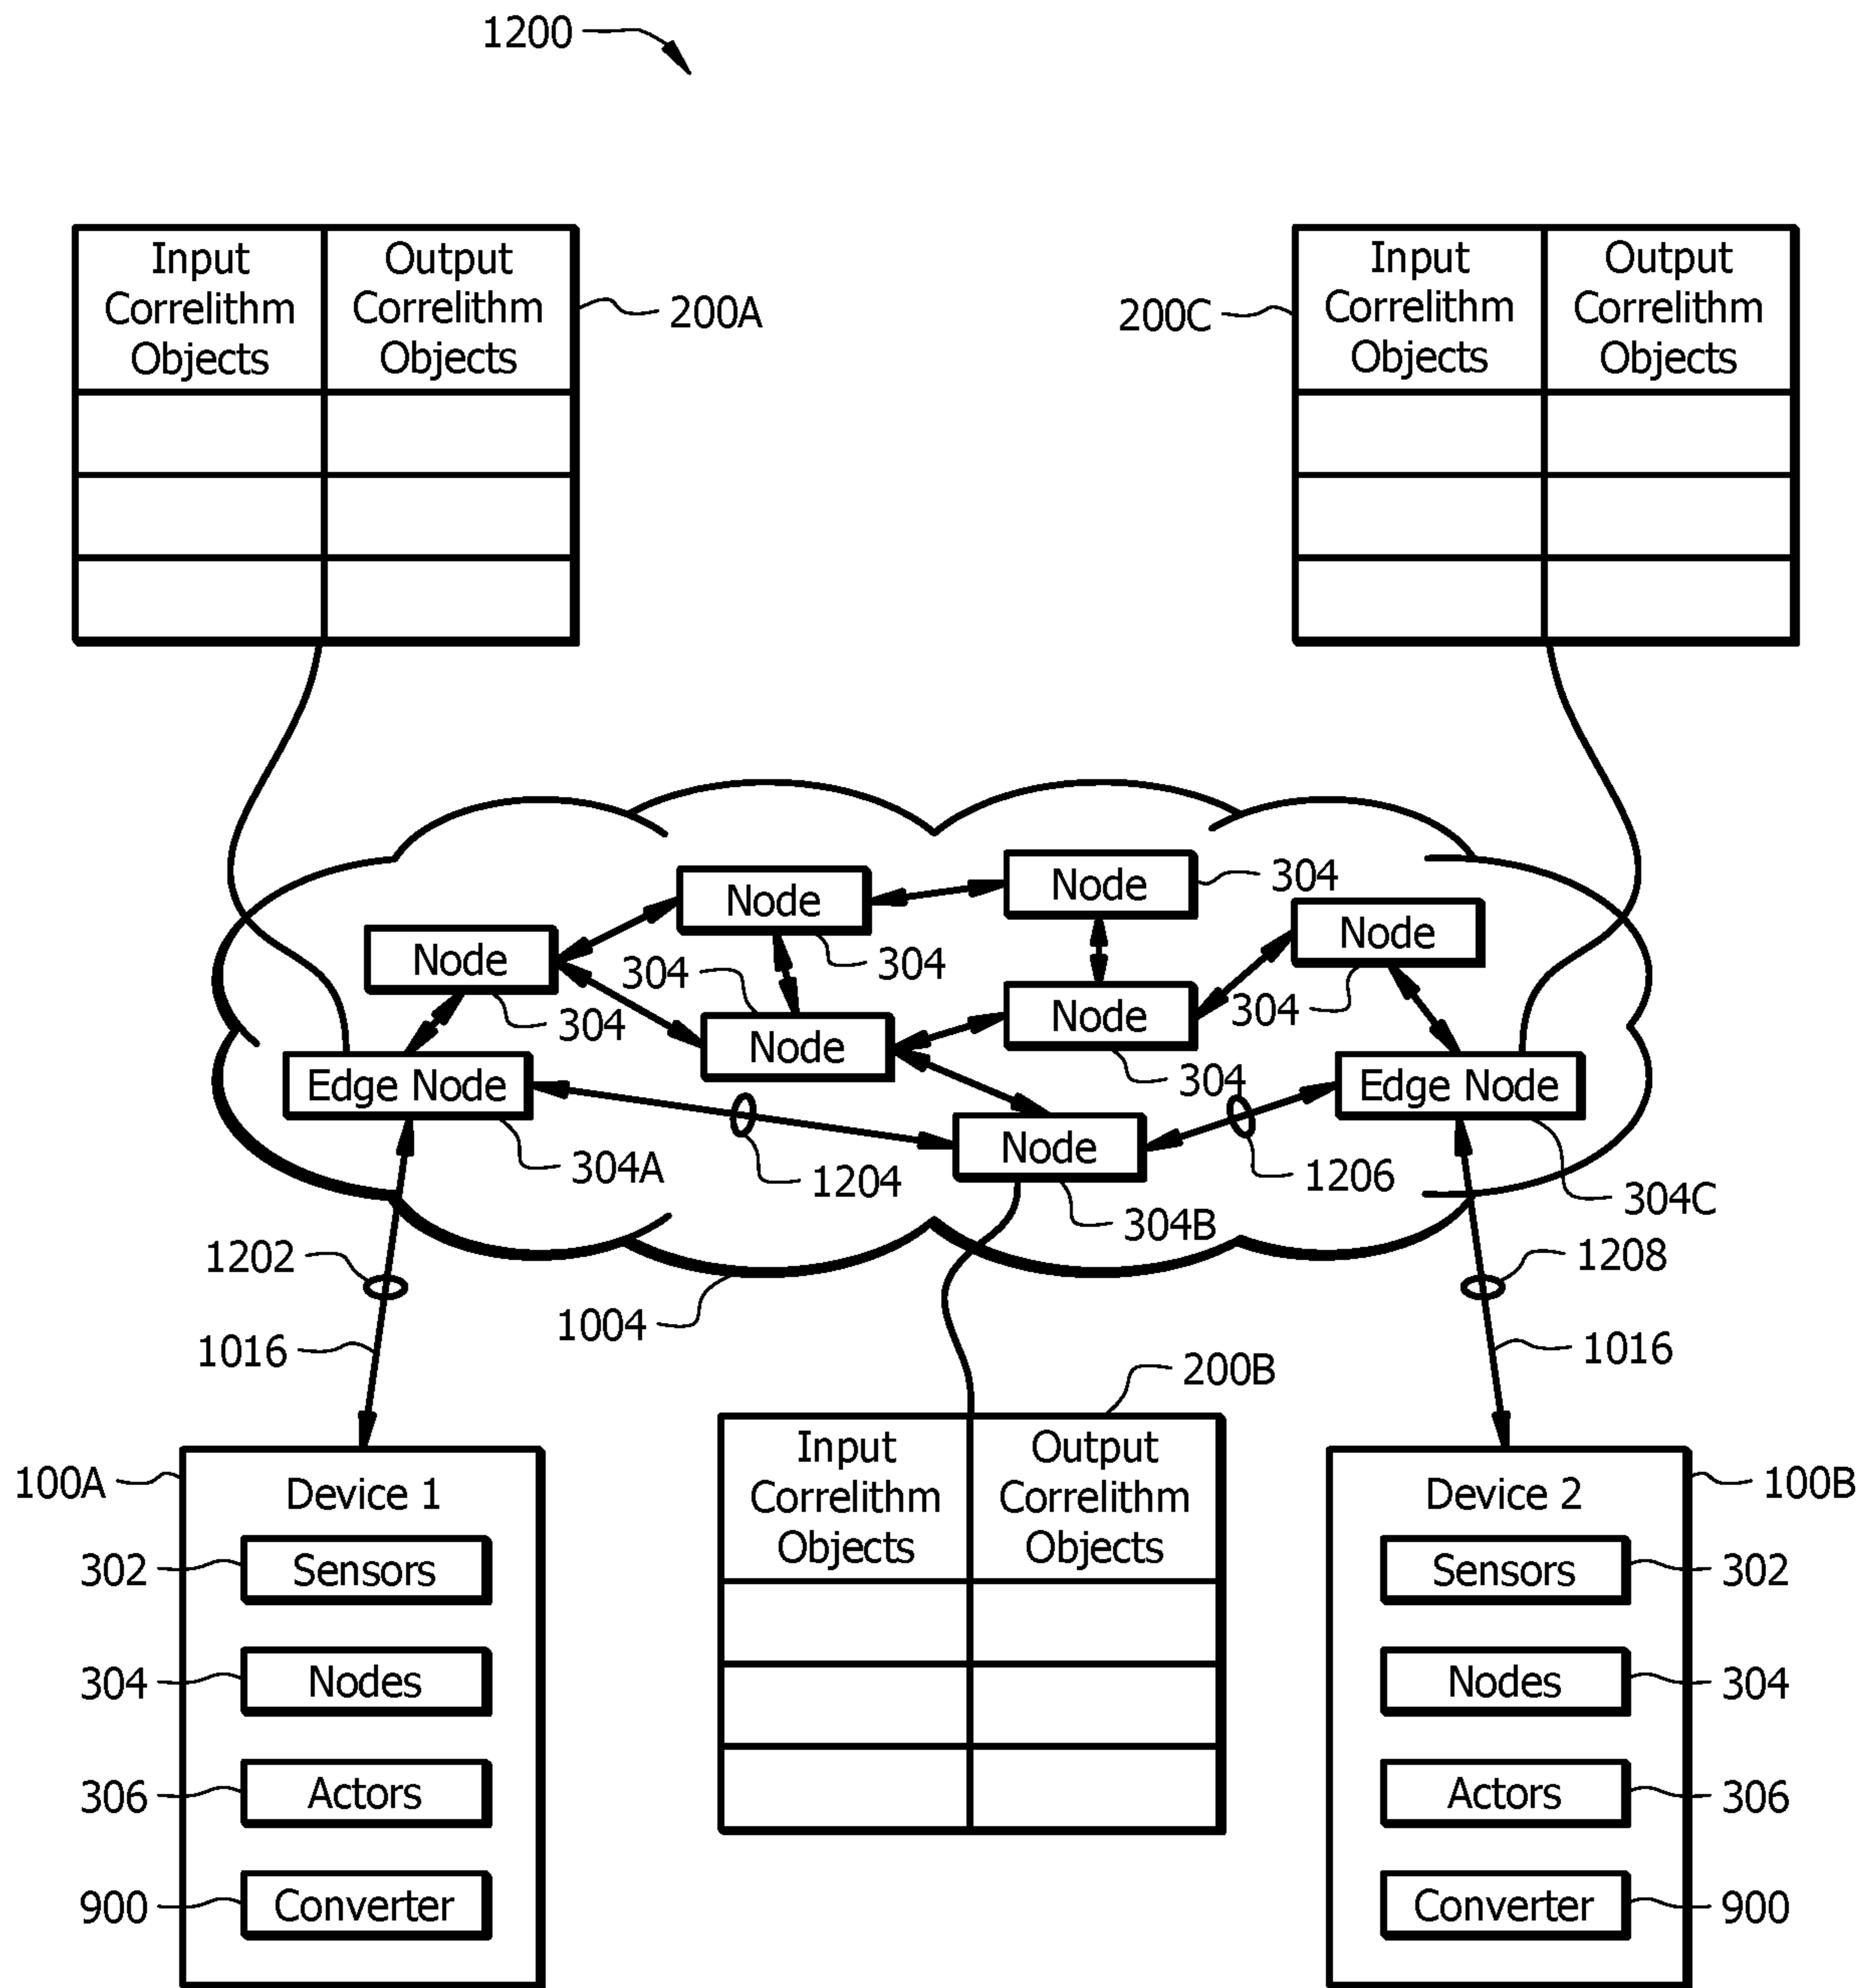 1200
Input
Correlithm
Objects
Output
Correlithm
Objects
200A
200C
Input
Correlithm
Objects
Output
Correlithm
Objects
Node
304
Node
304
Node
304
Node
304
Node
304
Node
304
Edge Node
304A
1204
Node
304B
1206
Edge Node
304C
1202
1016
1004
1208
1016
200B
Input
Correlithm
Objects
Output
Correlithm
Objects
100A
Device 1
302
Sensors
304
Nodes
306
Actors
900
Converter
100B
Device 2
Sensors
302
Nodes
304
Actors
306
Converter
900